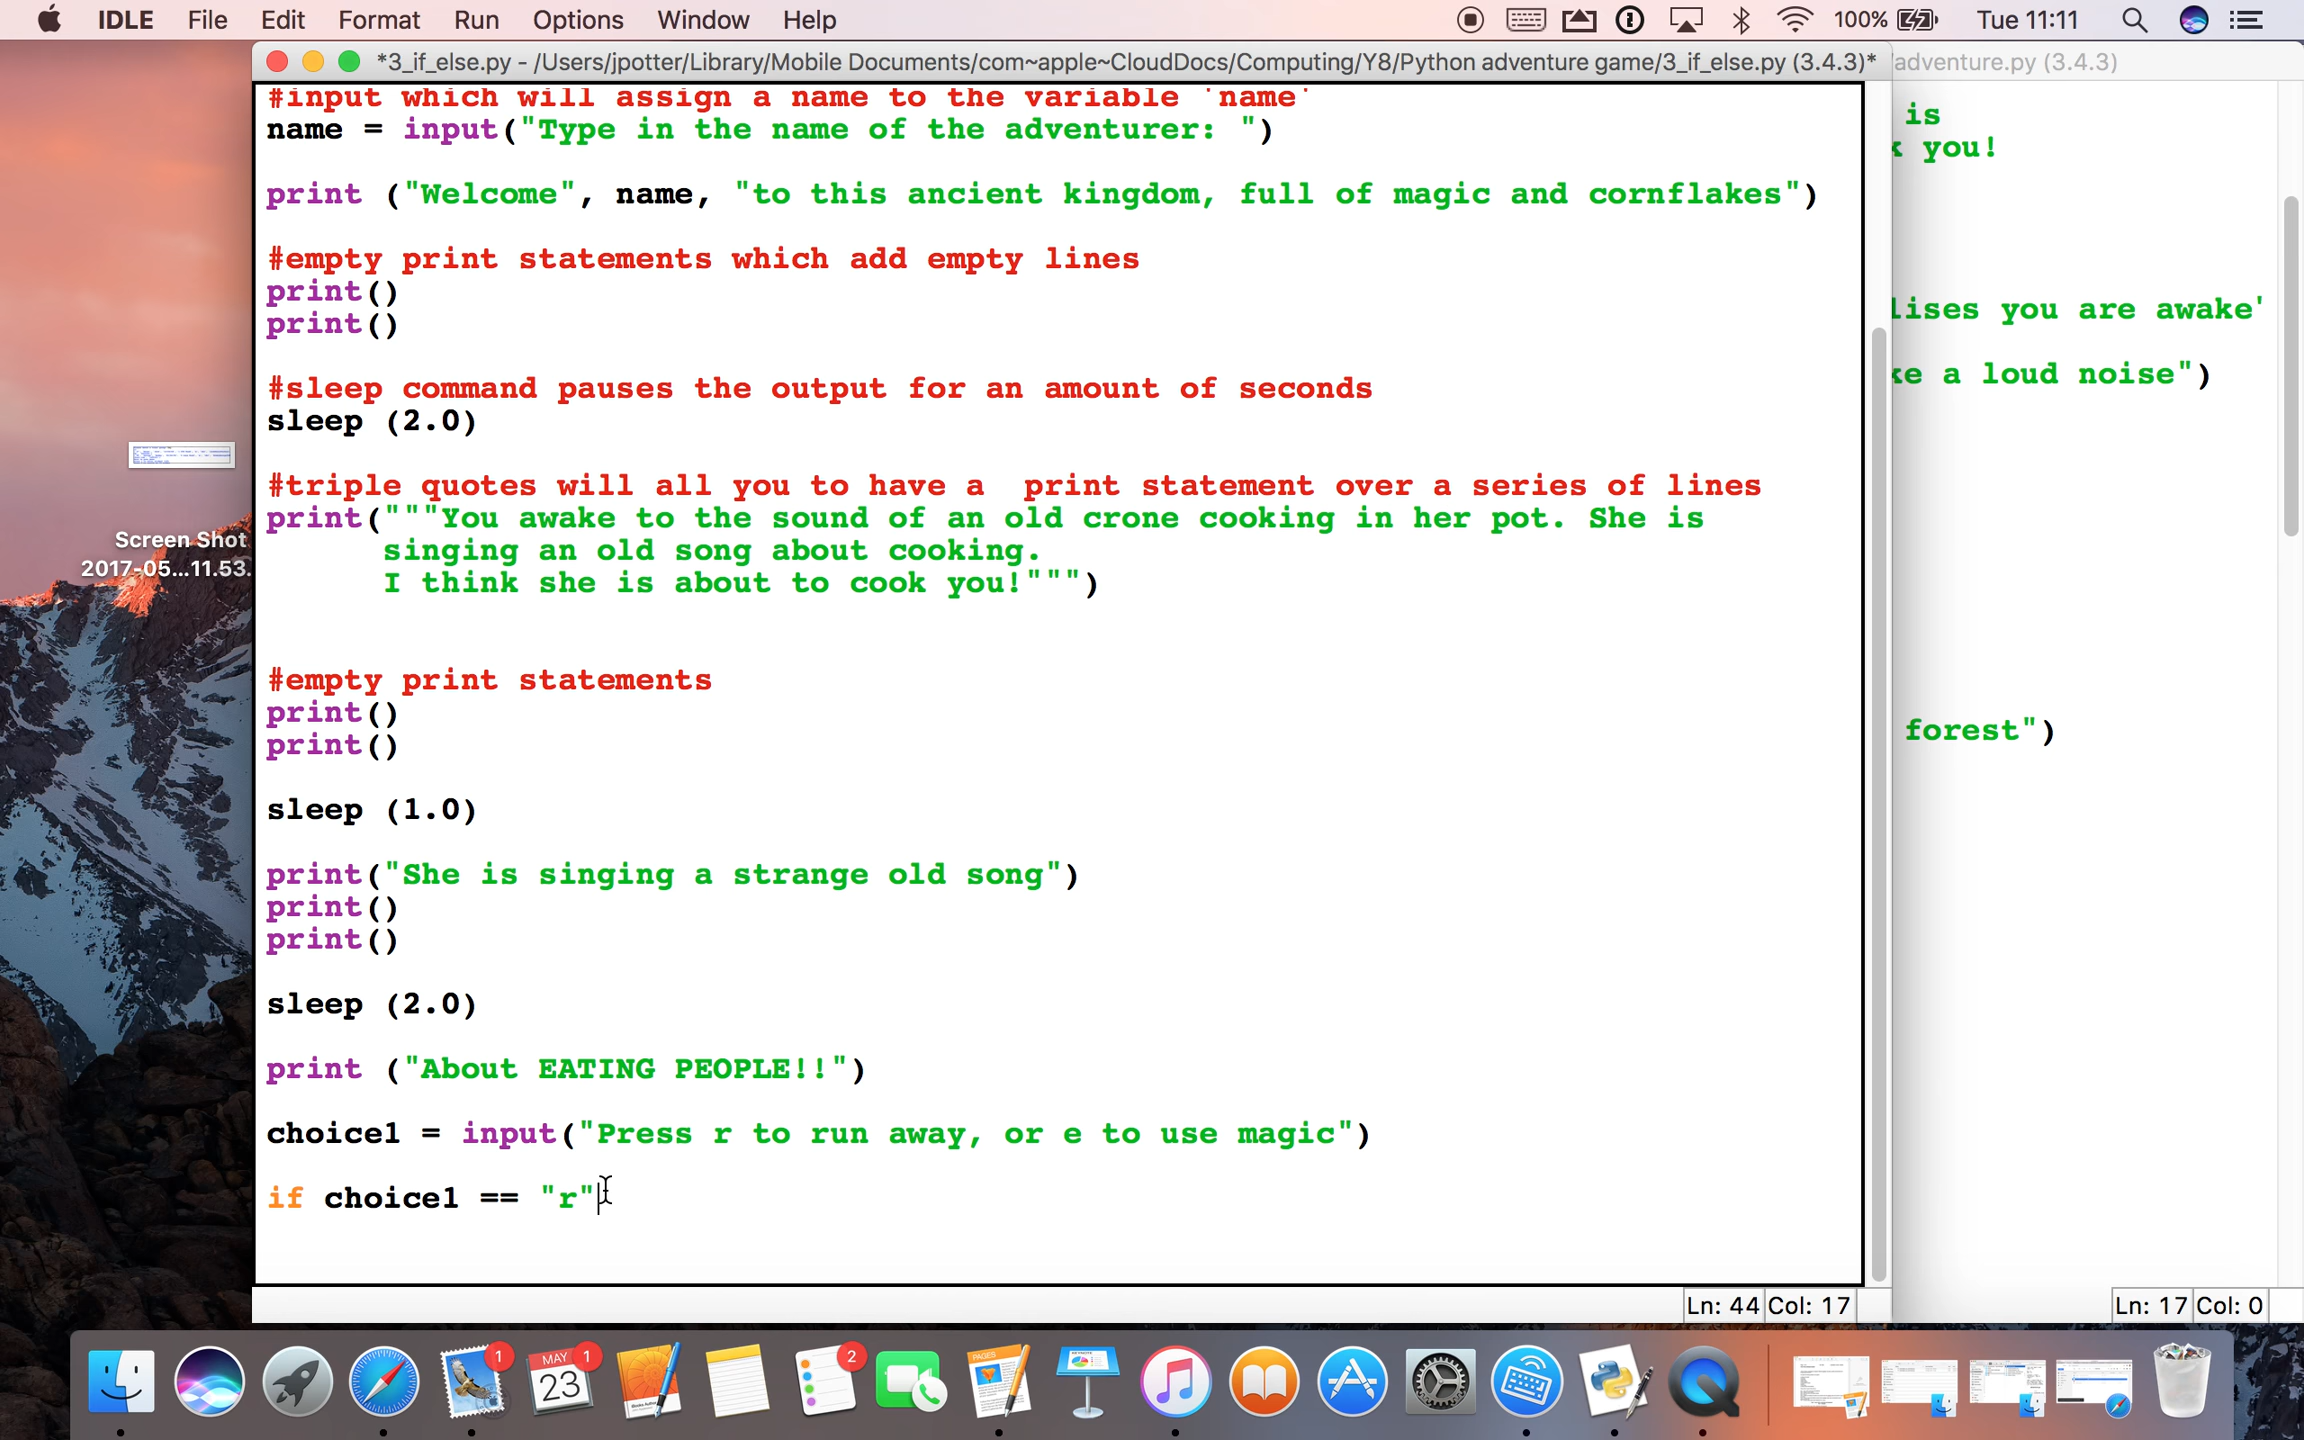 IDLE File Edit Format Run Options Window Help 100% Tue 11:11
*3_if_else.py - /Users/jpotter/Library/Mobile Documents/com~apple~CloudDocs/Computing/Y8/Python adventure game/3_if_else.py (3.4.3)*
adventure.py (3.4.3)
#input which will assign a name to the variable 'name'
name = input("Type in the name of the adventurer: ")
print ("Welcome", name, "to this ancient kingdom, full of magic and cornflakes")
#empty print statements which add empty lines
print()
print()
#sleep command pauses the output for an amount of seconds
sleep (2.0)
#triple quotes will all you to have a  print statement over a series of lines
print("""You awake to the sound of an old crone cooking in her pot. She is
singing an old song about cooking.
I think she is about to cook you!""")
#empty print statements
print()
print()
sleep (1.0)
print("She is singing a strange old song")
print()
print()
sleep (2.0)
print ("About EATING PEOPLE!!")
choice1 = input("Press r to run away, or e to use magic")
if choice1 == "r"
Ln: 44 Col: 17
is
k you!
lises you are awake'
ke a loud noise")
forest")
Ln: 17 Col: 0
Screen Shot
2017-05...11.53.
1
MAY
23
1
2
PAGES